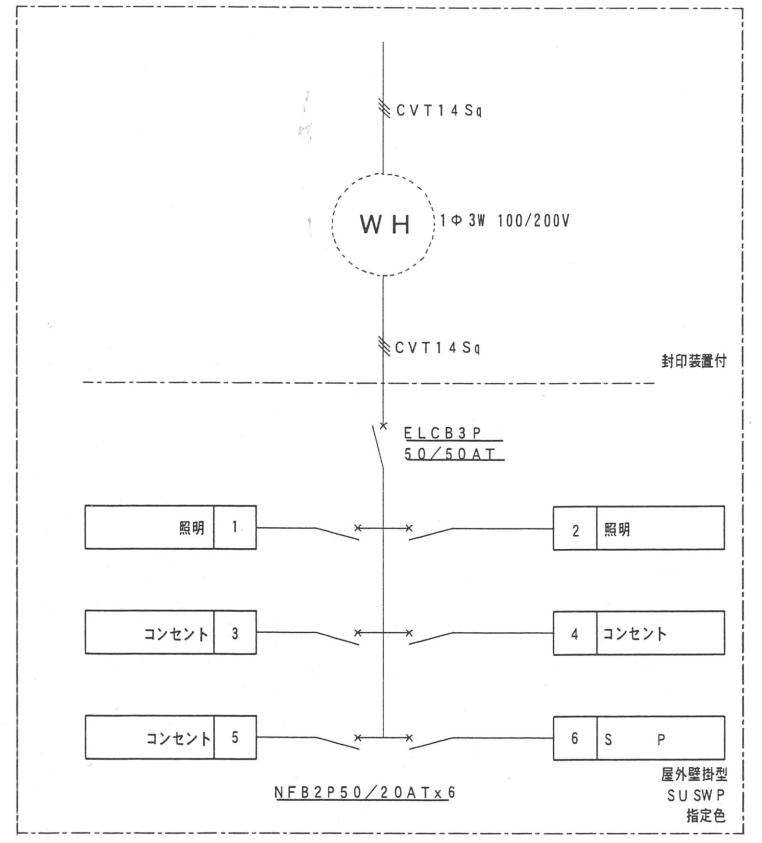 CVT14Sq
WH
1Φ3W 100/200V
CVT14Sq
封印装置付
ELCB3P
50/50AT
照明 1
2 照明
コンセント 3
4 コンセント
コンセント 5
6 S P
屋外壁掛型
NFB2P50/20ATx6
SUSWP
指定色